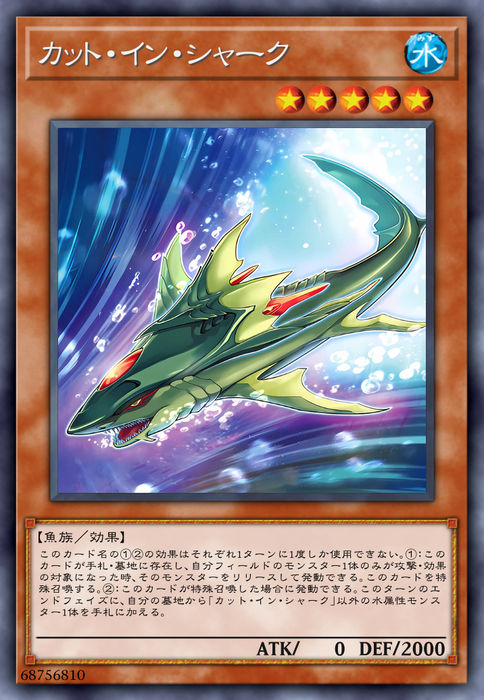 カット・イン・シャーク
みず
水
【魚族／効果】
このカード名の①②の効果はそれぞれ1ターンに1度しか使用できない。①:この
カードが手札・墓地に存在し、自分フィールドのモンスター1体のみが攻撃・効果
の対象になった時、そのモンスターをリリースして発動できる。このカードを特
殊召喚する。②:このカードが特殊召喚した場合に発動できる。このターンのエ
ンドフェイズに、自分の墓地から「カット・イン・シャーク」以外の水属性モンス
ター1体を手札に加える。
ATK/ 0 DEF/2000
68756810